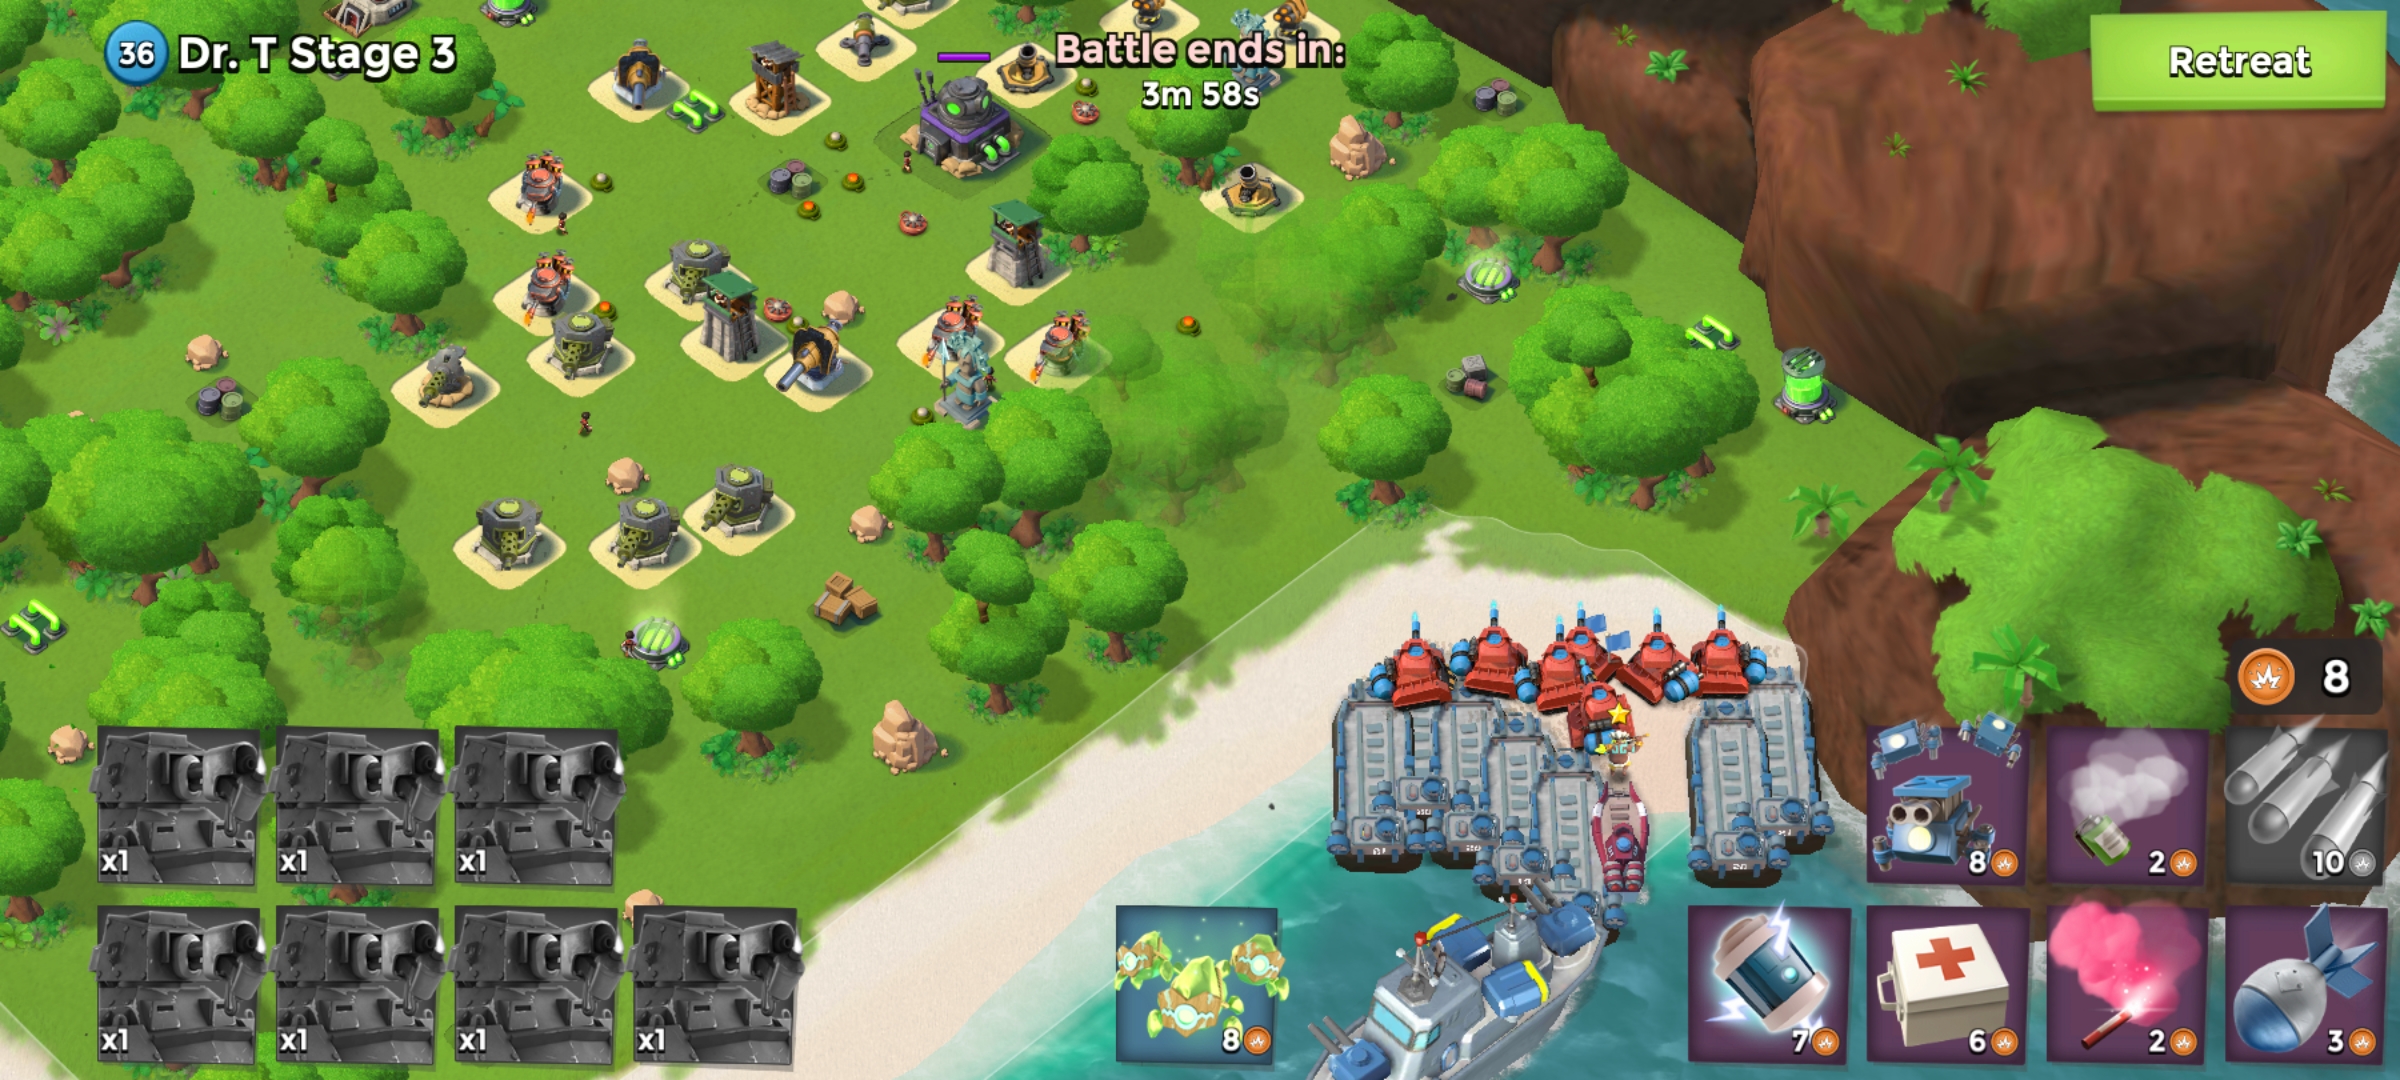 36 Dr. T Stage 3
Battle ends in:
3m 58s
Retreat
8
x1 x1 x1
8 2 10
x1 x1 x1 x1
8 7 6 2 3